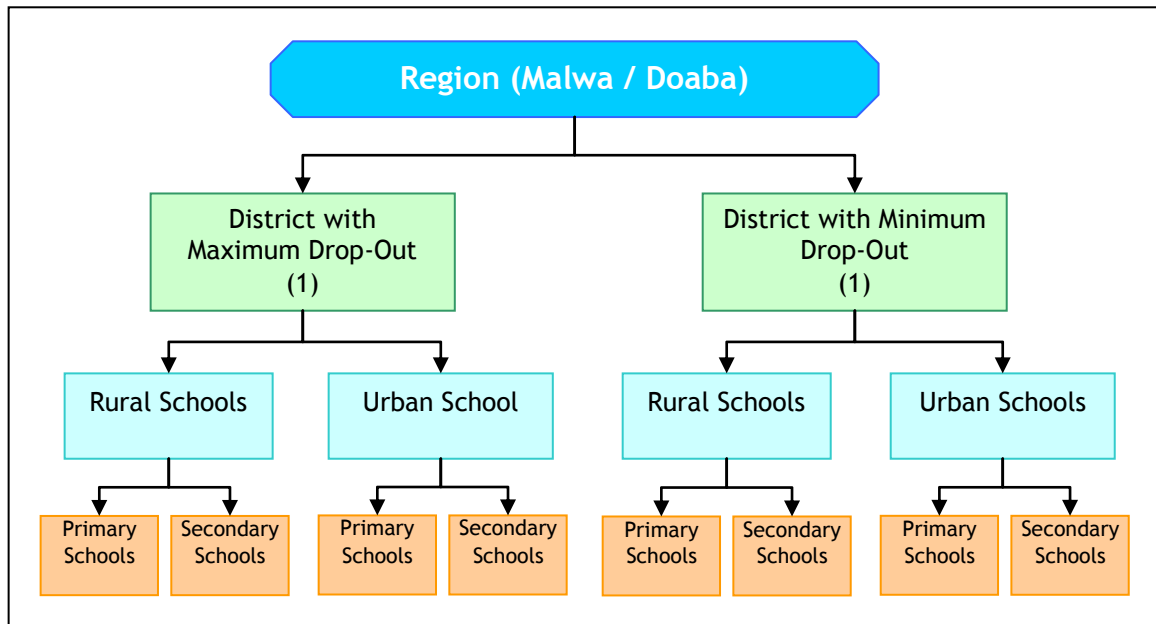 Region (Malwa / Doaba)
District with
Maximum Drop-Out
(1)
District with Minimum
Drop-Out
(1)
Rural Schools
Urban School
Rural Schools
Urban Schools
Primary
Schools
Secondary
Schools
Primary
Schools
Secondary
Schools
Primary
Schools
Secondary
Schools
Primary
Schools
Secondary
Schools